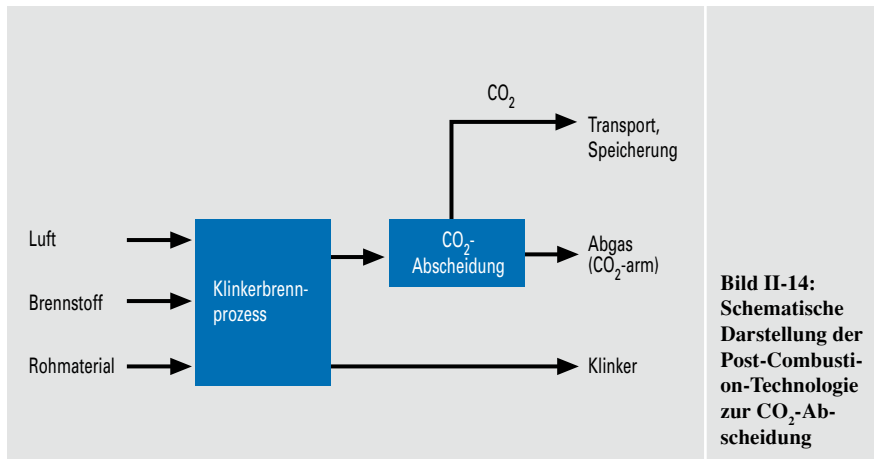 CO₂
Transport,
Speicherung
Luft
Brennstoff
Rohmaterial
Klinkerbrenn-
prozess
CO₂-
Abscheidung
Abgas
(CO₂-arm)
Klinker
Bild II-14:
Schematische
Darstellung der
Post-Combusti-
on-Technologie
zur CO₂-Ab-
scheidung